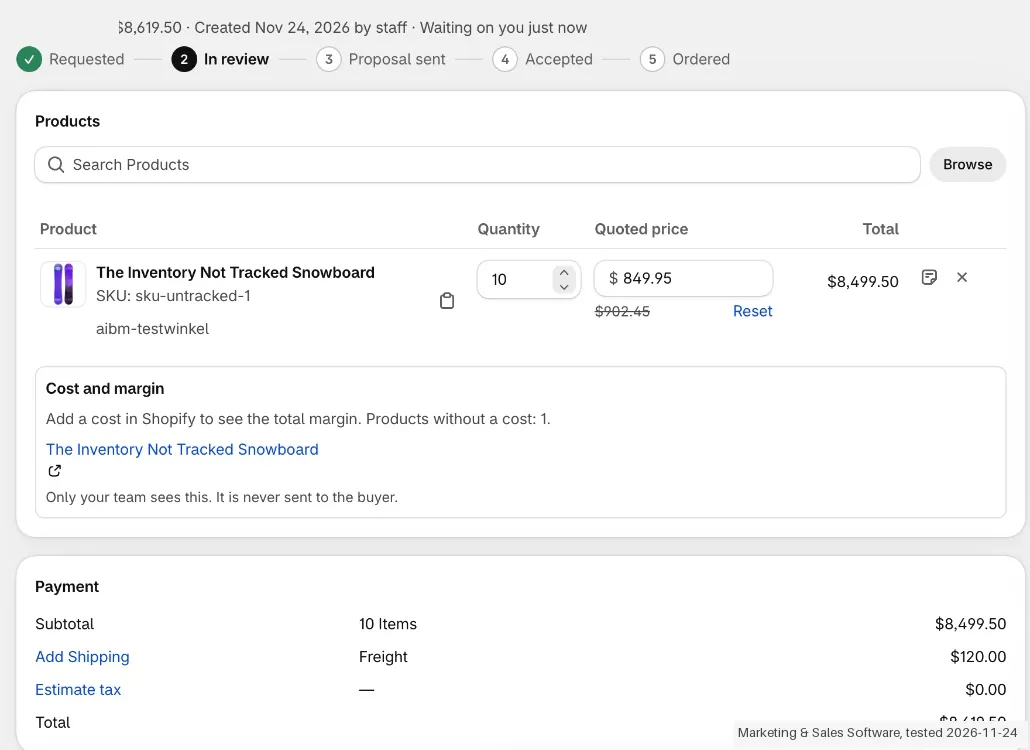 $8,619.50 · Created Nov 24, 2026 by staff · Waiting on you just now
Requested 2 In review 3 Proposal sent 4 Accepted 5 Ordered
Products
Search Products Browse
Product Quantity Quoted price Total
The Inventory Not Tracked Snowboard 10 $ 849.95 $8,499.50
SKU: sku-untracked-1
$902.45 Reset
aibm-testwinkel
Cost and margin
Add a cost in Shopify to see the total margin. Products without a cost: 1.
The Inventory Not Tracked Snowboard
Only your team sees this. It is never sent to the buyer.
Payment
Subtotal 10 Items $8,499.50
Add Shipping Freight $120.00
Estimate tax — $0.00
Total $8,619.50
Marketing & Sales Software, tested 2026-11-24